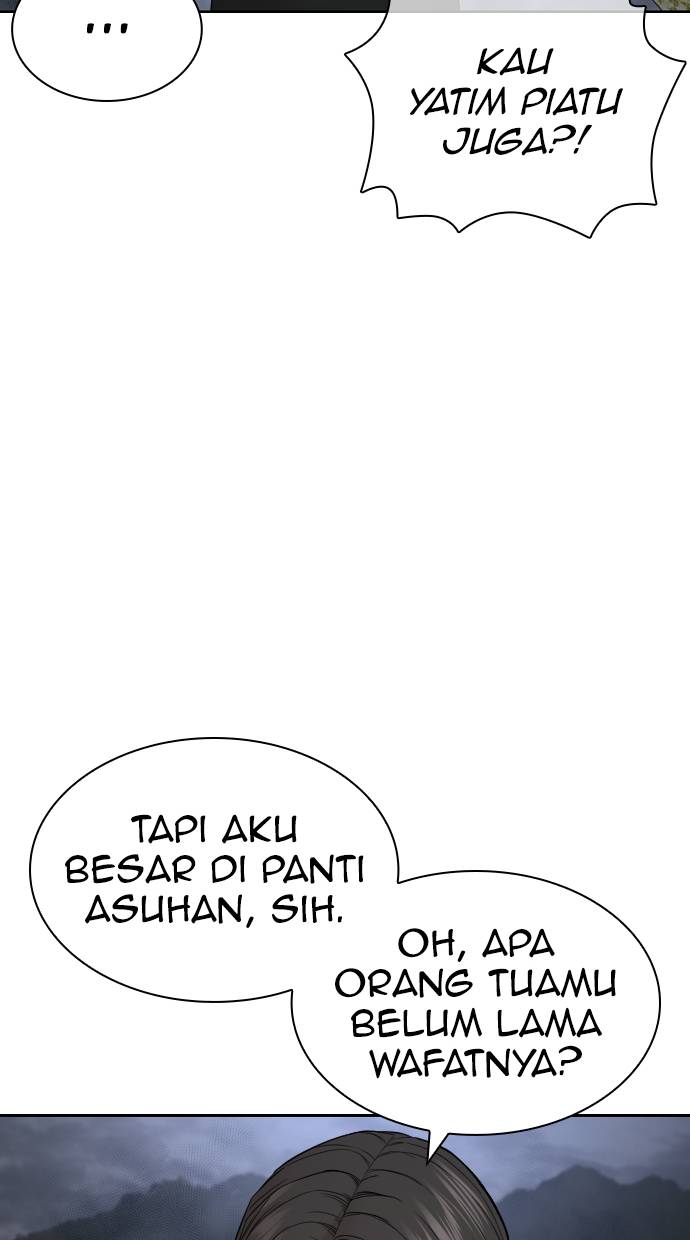 ...
KAU
YATIM PIATU
JUGA?!
TAPI AKU
BESAR DI PANTI
ASUHAN, SIH.
OH, APA
ORANG TUAMU
BELUM LAMA
WAFATNYA?